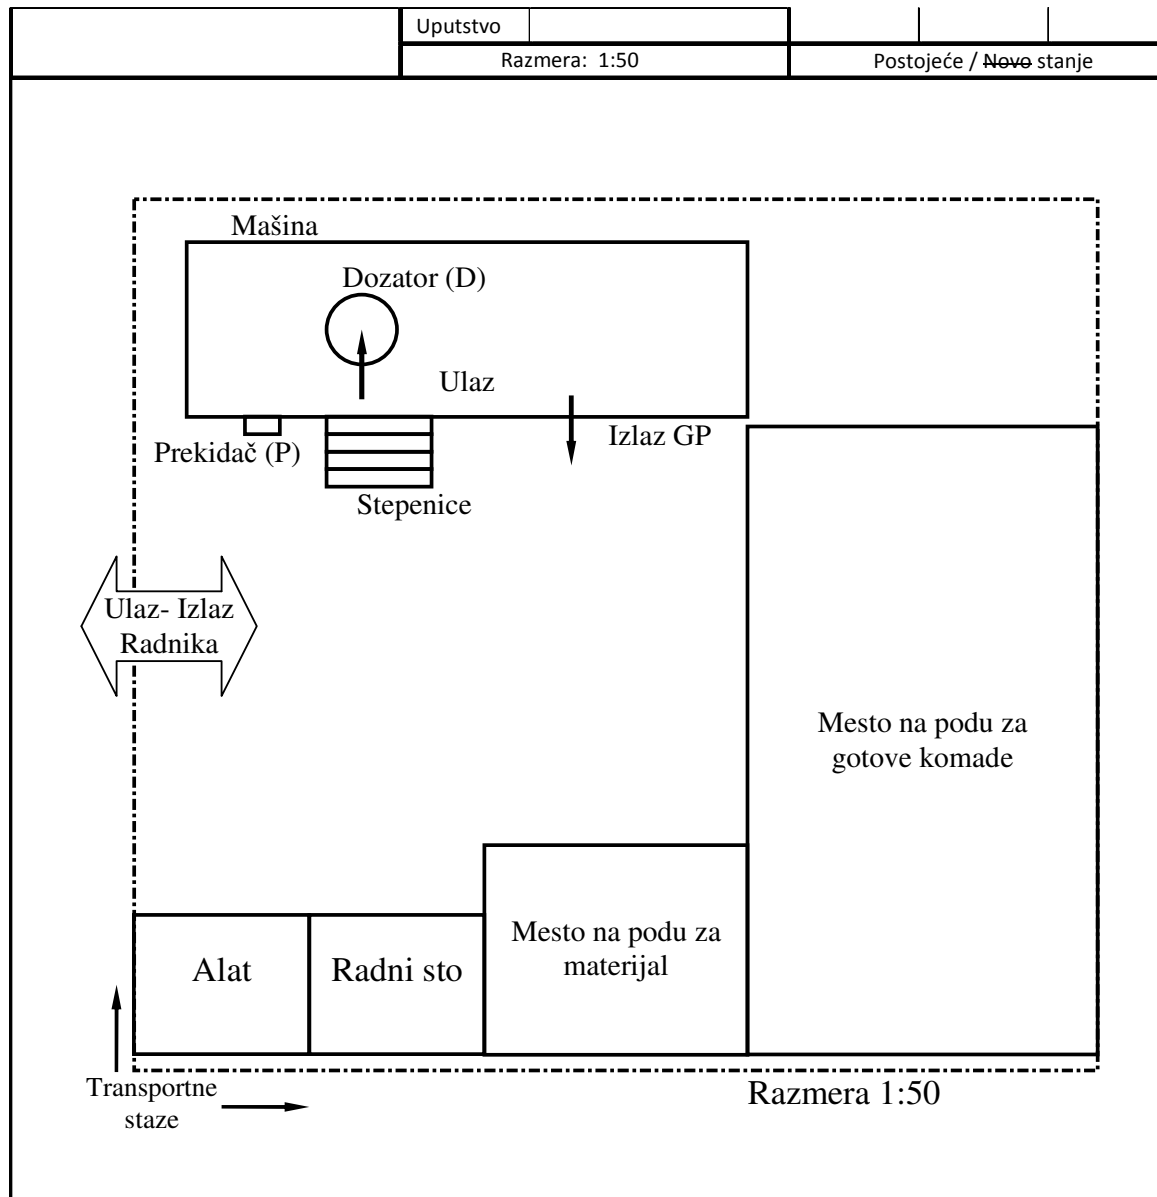 Uputstvo
Razmera: 1:50
Postojeće / Novo stanje
Mašina
Dozator (D)
Ulaz
Izlaz GP
Prekidač (P)
Stepenice
Ulaz- Izlaz
Radnika
Mesto na podu za
gotove komade
Mesto na podu za
materijal
Alat
Radni sto
Transportne
staze
Razmera 1:50